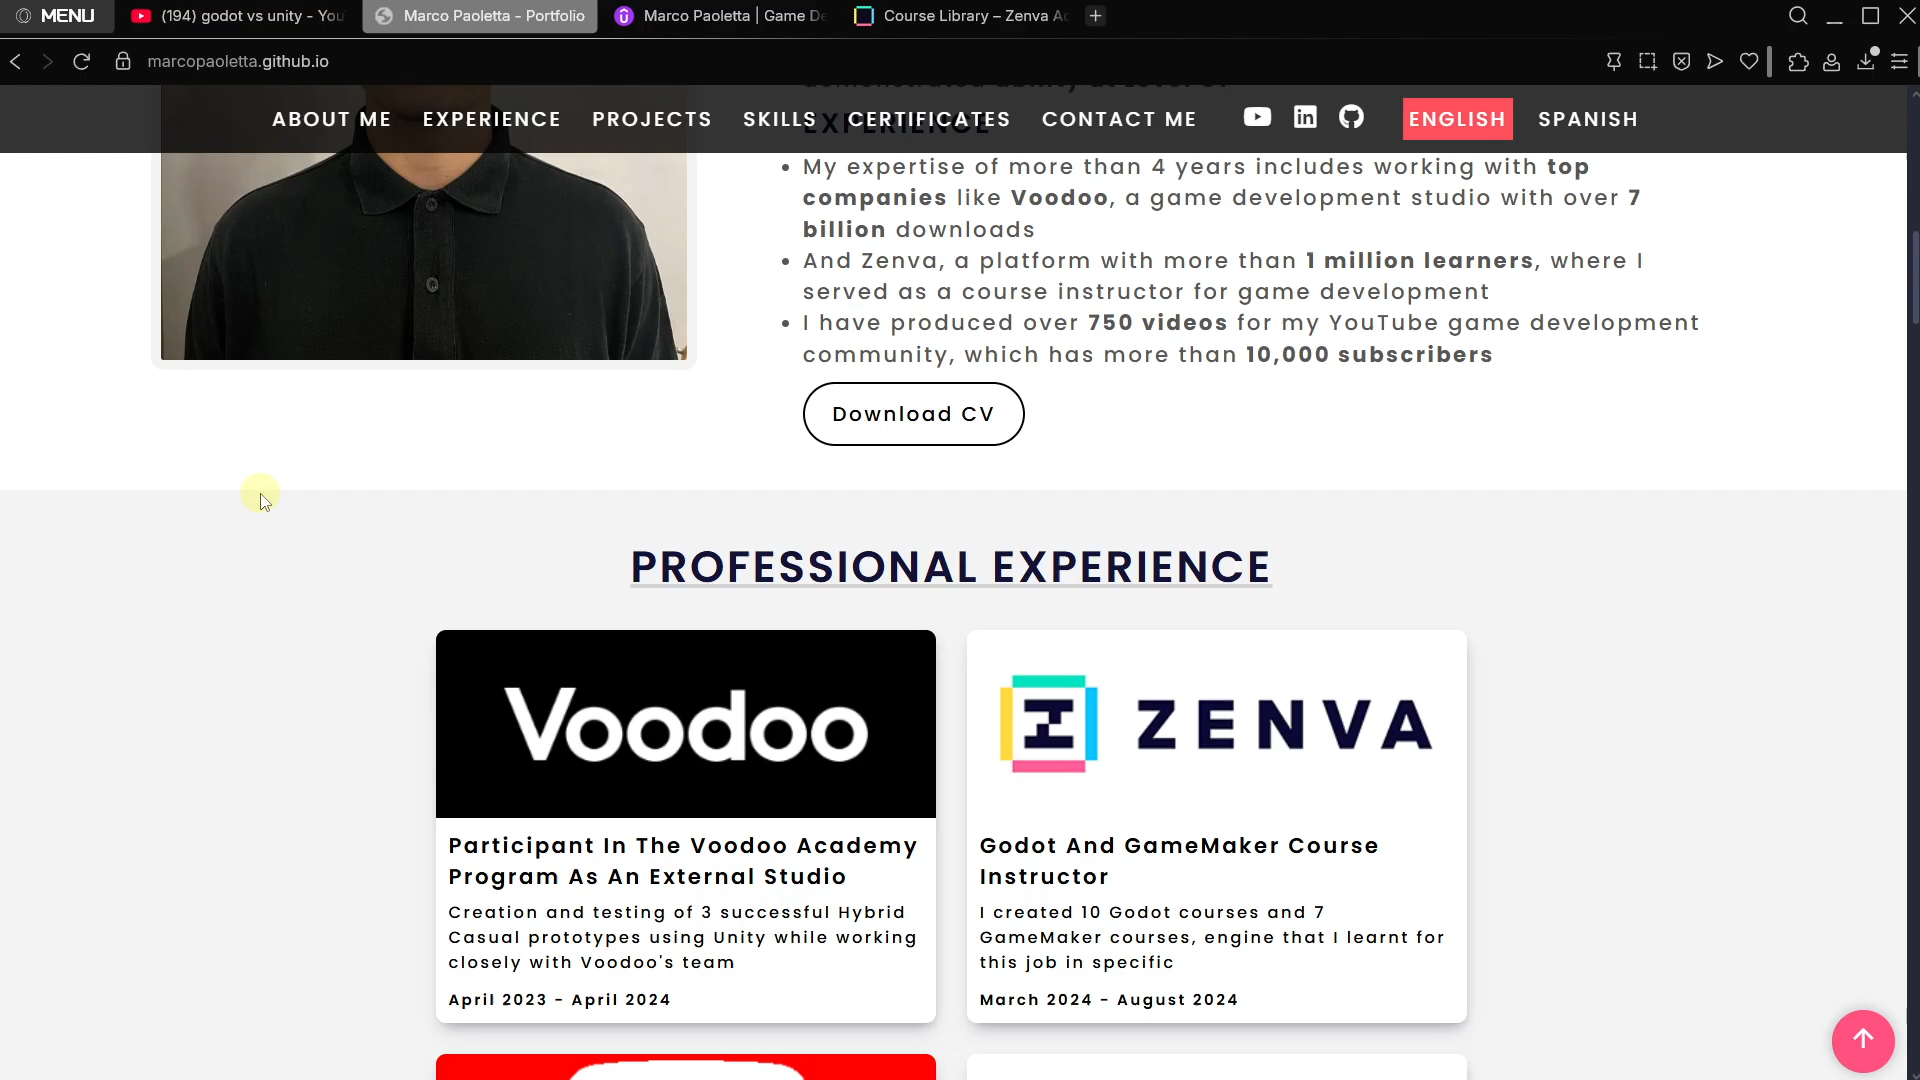 MENU
(194) godot vs unity - You
Marco Paoletta - Portfolio
Marco Paoletta | Game De
Course Library – Zenva Ac
marcopaoletta.github.io
ABOUT ME
EXPERIENCE
PROJECTS
SKILLS
CERTIFICATES
CONTACT ME
ENGLISH
SPANISH
EXPERIENCE
My expertise of more than 4 years includes working with top
companies like Voodoo, a game development studio with over 7
billion downloads
And Zenva, a platform with more than 1 million learners, where I
served as a course instructor for game development
I have produced over 750 videos for my YouTube game development
community, which has more than 10,000 subscribers
Download CV
PROFESSIONAL EXPERIENCE
Voodoo
ZENVA
Participant In The Voodoo Academy
Program As An External Studio
Creation and testing of 3 successful Hybrid
Casual prototypes using Unity while working
closely with Voodoo's team
April 2023 - April 2024
Godot And GameMaker Course
Instructor
I created 10 Godot courses and 7
GameMaker courses, engine that I learnt for
this job in specific
March 2024 - August 2024